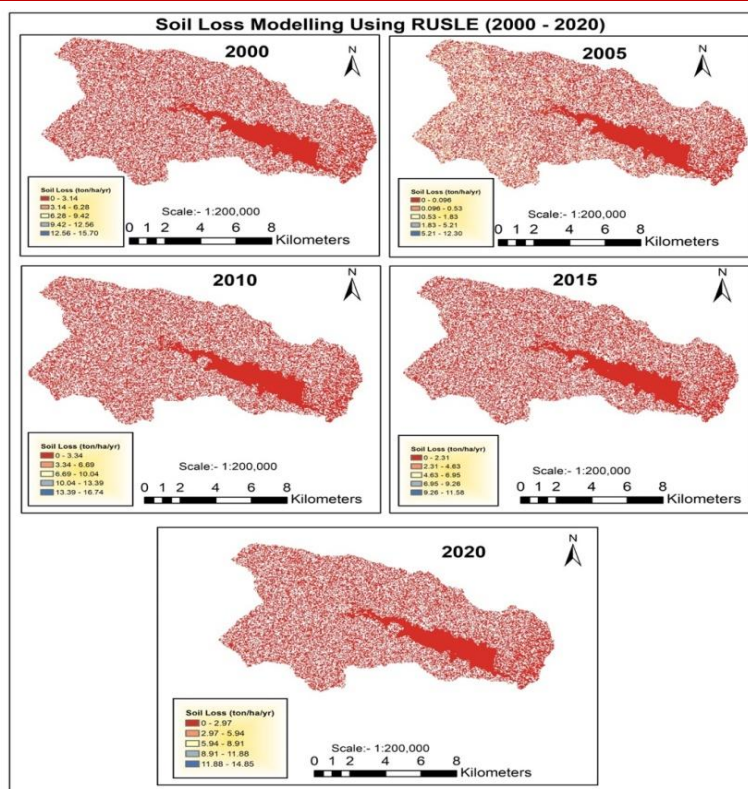 Soil Loss Modelling Using RUSLE (2000 - 2020)
2000
N
Soil Loss (ton/ha/yr)
0 - 3.14
3.14 - 6.28
6.28 - 9.42
9.42 - 12.56
12.56 - 15.70
Scale:- 1:200,000
0 1 2 4 6 8
Kilometers
2005
N
Soil Loss (ton/ha/yr)
0 - 0.096
0.096 - 0.53
0.53 - 1.83
1.83 - 5.21
5.21 - 12.30
Scale:- 1:200,000
0 1 2 4 6 8
Kilometers
2010
N
Soil Loss (ton/ha/yr)
0 - 3.34
3.34 - 6.69
6.69 - 10.04
10.04 - 13.39
13.39 - 16.74
Scale:- 1:200,000
0 1 2 4 6 8
Kilometers
2015
N
Soil Loss (ton/ha/yr)
0 - 2.31
2.31 - 4.63
4.63 - 6.95
6.95 - 9.26
9.26 - 11.58
Scale:- 1:200,000
0 1 2 4 6 8
Kilometers
2020
N
Soil Loss (ton/ha/yr)
0 - 2.97
2.97 - 5.94
5.94 - 8.91
8.91 - 11.88
11.88 - 14.85
Scale:- 1:200,000
0 1 2 4 6 8
Kilometers